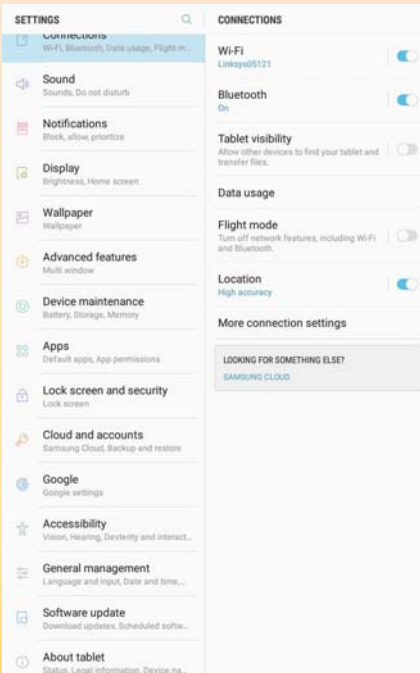 SETTINGS
Connections
Wi-Fi, Bluetooth, Data usage, Flight m...
Sound
Sounds, Do not disturb
Notifications
Block, allow, prioritize
Display
Brightness, Home screen
Wallpaper
Wallpaper
Advanced features
Multi window
Device maintenance
Battery, Storage, Memory
Apps
Default apps, App permissions
Lock screen and security
Lock screen
Cloud and accounts
Samsung Cloud, Backup and restore
Google
Google settings
Accessibility
Vision, Hearing, Dexterity and interact...
General management
Language and input, Date and time,...
Software update
Download updates, Scheduled softw...
About tablet
Status, Legal information, Device na...
CONNECTIONS
Wi-Fi
Linksys05121
Bluetooth
On
Tablet visibility
Allow other devices to find your tablet and
transfer files.
Data usage
Flight mode
Turn off network features, including Wi-Fi
and Bluetooth.
Location
High accuracy
More connection settings
LOOKING FOR SOMETHING ELSE?
SAMSUNG CLOUD